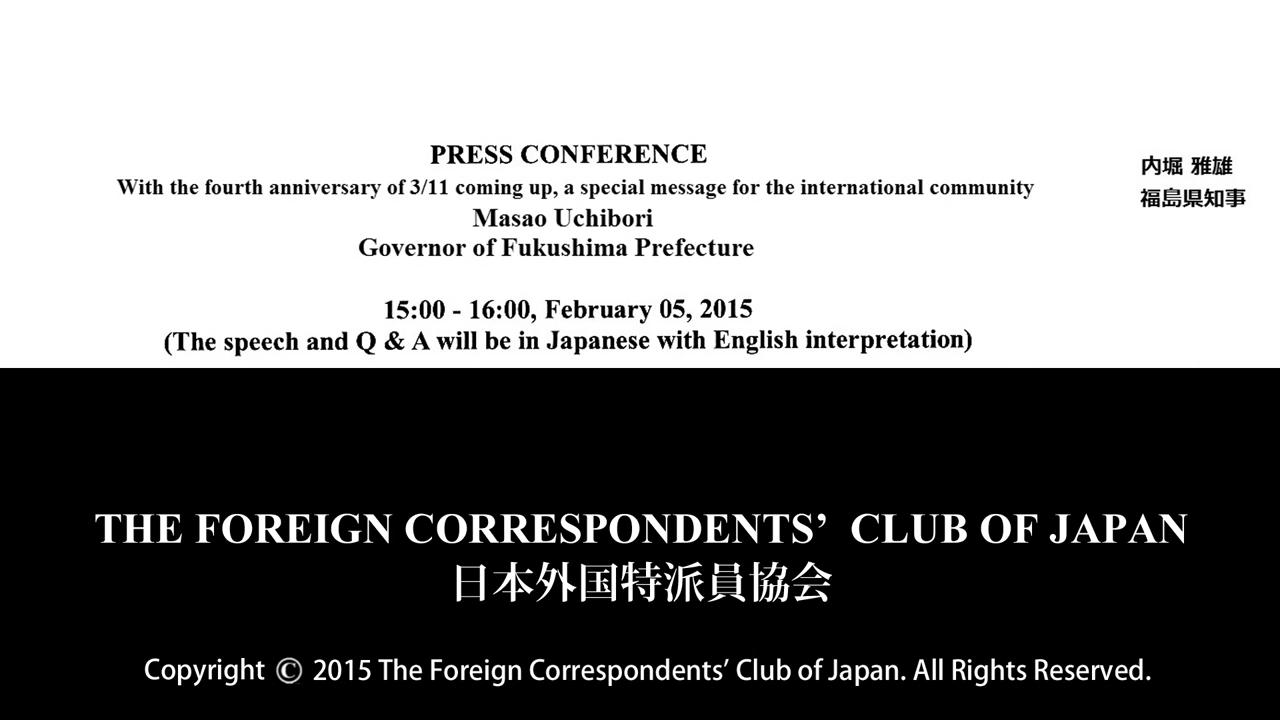 PRESS CONFERENCE
With the fourth anniversary of 3/11 coming up, a special message for the international community
Masao Uchibori
Governor of Fukushima Prefecture
15:00 - 16:00, February 05, 2015
(The speech and Q & A will be in Japanese with English interpretation)
内堀 雅雄
福島県知事
THE FOREIGN CORRESPONDENTS’ CLUB OF JAPAN
日本外国特派員協会
Copyright © 2015 The Foreign Correspondents’ Club of Japan. All Rights Reserved.